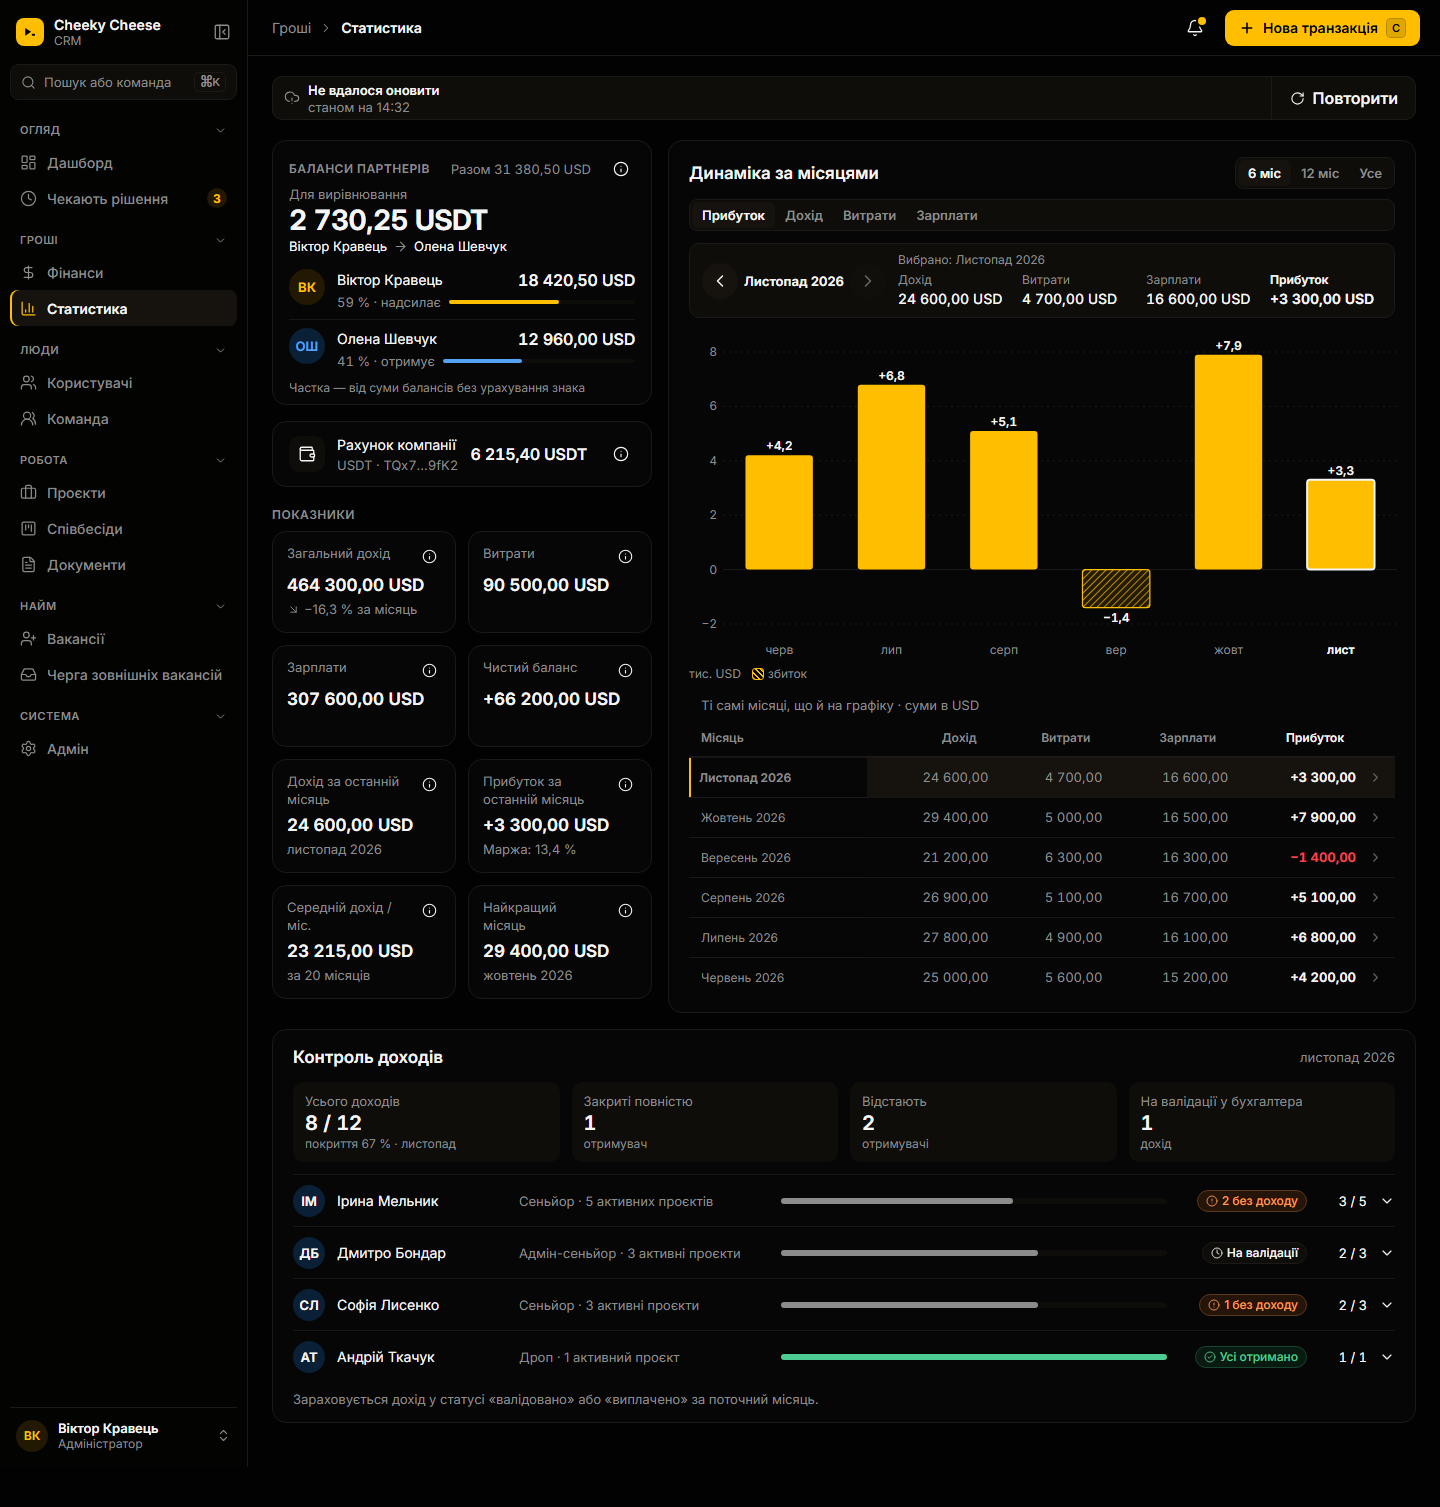 Cheeky Cheese
CRM
Пошук або команда ⌘K
ОГЛЯД
Дашборд
Чекають рішення 3
ГРОШІ
Фінанси
Статистика
ЛЮДИ
Користувачі
Команда
РОБОТА
Проєкти
Співбесіди
Документи
НАЙМ
Вакансії
Черга зовнішніх вакансій
СИСТЕМА
Адмін
ВК
Віктор Кравець
Адміністратор
Гроші > Статистика
+ Нова транзакція C
Не вдалося оновити
станом на 14:32
Повторити
БАЛАНСИ ПАРТНЕРІВ Разом 31 380,50 USD
Для вирівнювання
2 730,25 USDT
Віктор Кравець → Олена Шевчук
ВК Віктор Кравець 18 420,50 USD
59 % · надсилає
ОШ Олена Шевчук 12 960,00 USD
41 % · отримує
Частка — від суми балансів без урахування знака
Рахунок компанії 6 215,40 USDT
USDT · TQx7...9fK2
ПОКАЗНИКИ
Загальний дохід
464 300,00 USD
−16,3 % за місяць
Витрати
90 500,00 USD
Зарплати
307 600,00 USD
Чистий баланс
+66 200,00 USD
Дохід за останній
місяць
24 600,00 USD
листопад 2026
Прибуток за
останній місяць
+3 300,00 USD
Маржа: 13,4 %
Середній дохід /
міс.
23 215,00 USD
за 20 місяців
Найкращий
місяць
29 400,00 USD
жовтень 2026
Динаміка за місяцями
6 міс 12 міс Усе
Прибуток Дохід Витрати Зарплати
Листопад 2026
Вибрано: Листопад 2026
Дохід Витрати Зарплати Прибуток
24 600,00 USD 4 700,00 USD 16 600,00 USD +3 300,00 USD
8
6
4
2
0
−2
+4,2
+6,8
+5,1
−1,4
+7,9
+3,3
черв лип серп вер жовт лист
тис. USD збиток
Ті самі місяці, що й на графіку · суми в USD
Місяць Дохід Витрати Зарплати Прибуток
Листопад 2026 24 600,00 4 700,00 16 600,00 +3 300,00
Жовтень 2026 29 400,00 5 000,00 16 500,00 +7 900,00
Вересень 2026 21 200,00 6 300,00 16 300,00 −1 400,00
Серпень 2026 26 900,00 5 100,00 16 700,00 +5 100,00
Липень 2026 27 800,00 4 900,00 16 100,00 +6 800,00
Червень 2026 25 000,00 5 600,00 15 200,00 +4 200,00
Контроль доходів листопад 2026
Усього доходів
8 / 12
покриття 67 % · листопад
Закриті повністю
1
отримувач
Відстають
2
отримувачі
На валідації у бухгалтера
1
дохід
ІМ Ірина Мельник Сеньйор · 5 активних проєктів 2 без доходу 3 / 5
ДБ Дмитро Бондар Адмін-сеньйор · 3 активні проєкти На валідації 2 / 3
СЛ Софія Лисенко Сеньйор · 3 активні проєкти 1 без доходу 2 / 3
АТ Андрій Ткачук Дроп · 1 активний проєкт Усі отримано 1 / 1
Зараховується дохід у статусі «валідовано» або «виплачено» за поточний місяць.